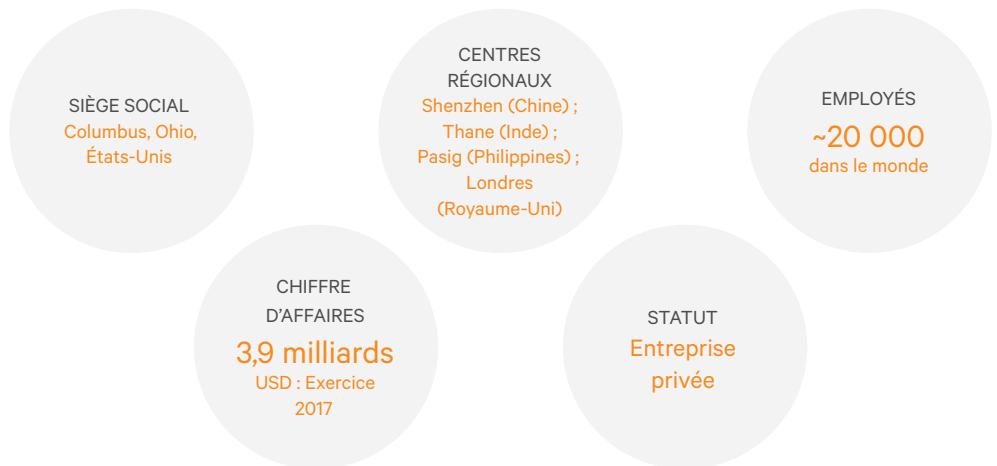 SIÈGE SOCIAL
Columbus, Ohio,
États-Unis
CENTRES
RÉGIONAUX
Shenzhen (Chine) ;
Thane (Inde) ;
Pasig (Philippines) ;
Londres
(Royaume-Uni)
EMPLOYÉS
~20 000
dans le monde
CHIFFRE
D’AFFAIRES
3,9 milliards
USD : Exercice
2017
STATUT
Entreprise
privée